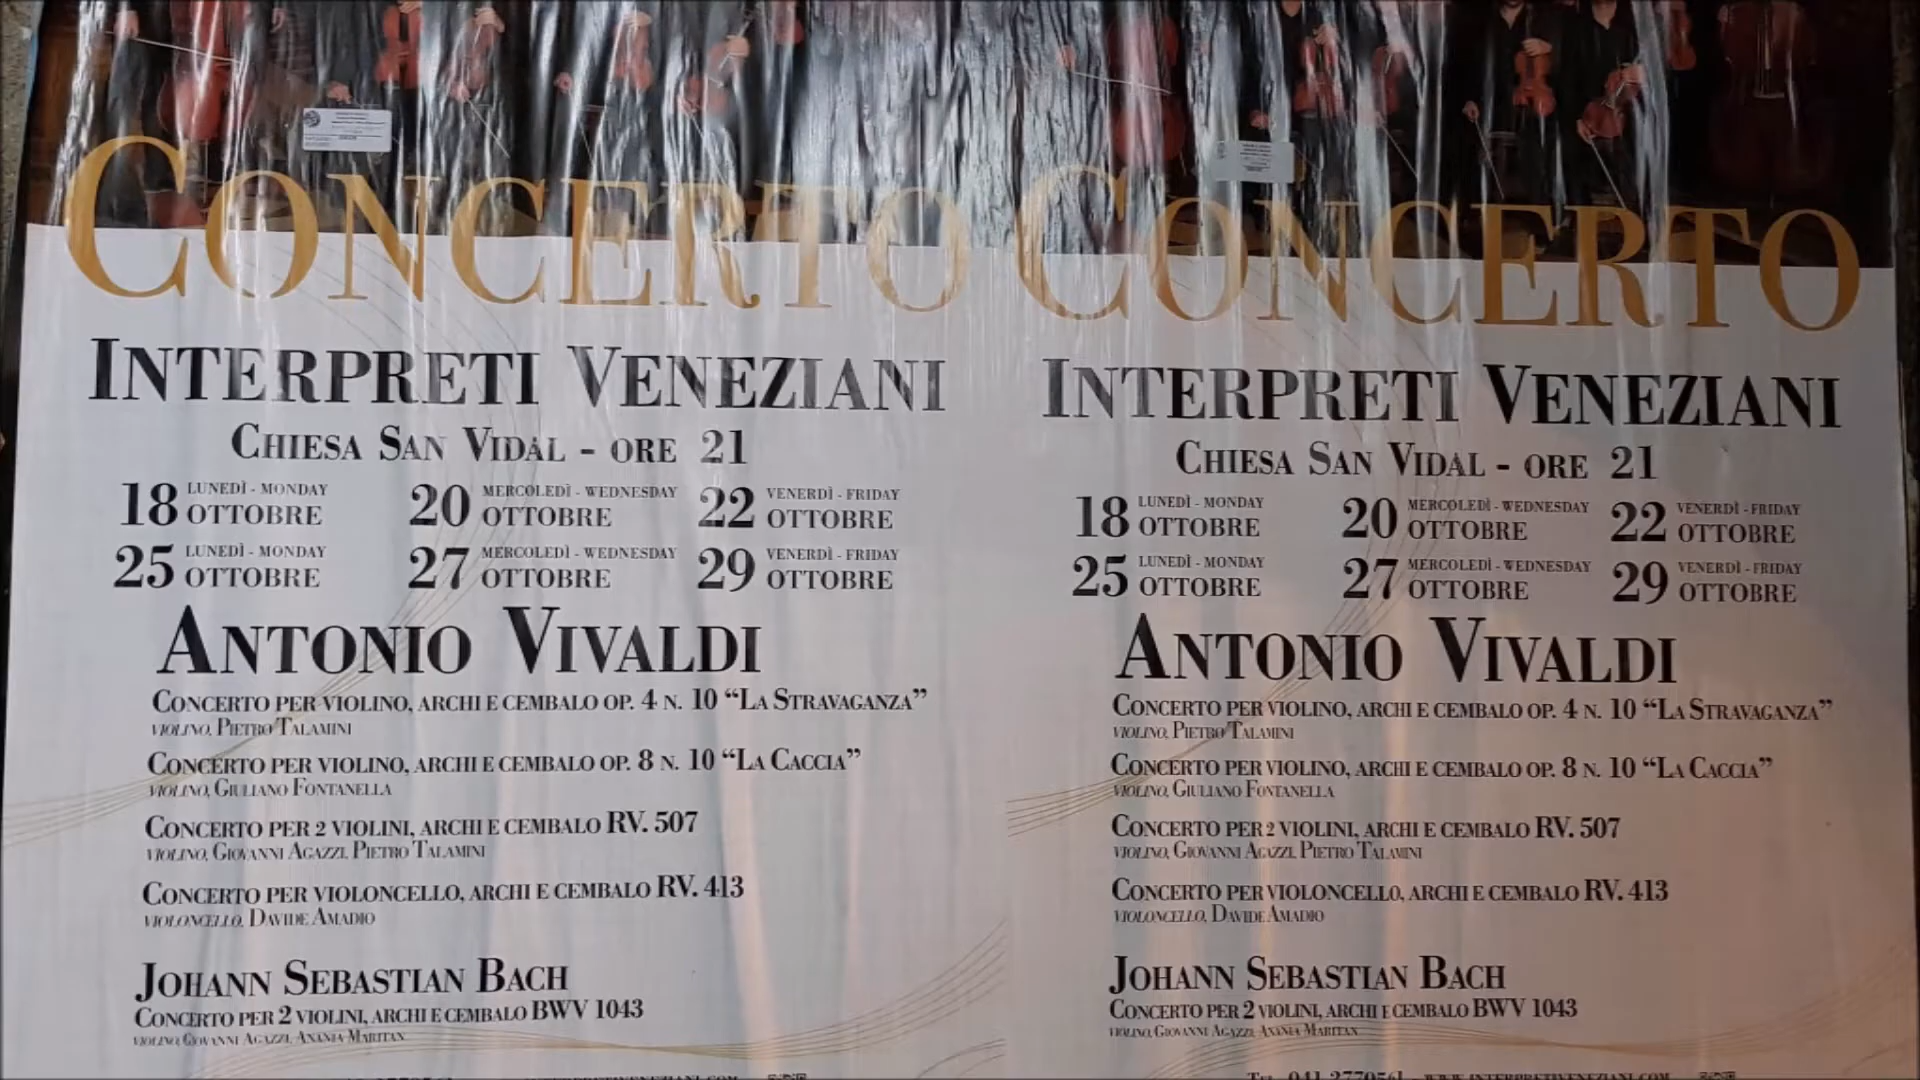 CONCERTO
INTERPRETI VENEZIANI
CHIESA SAN VIDAL - ORE 21
18 LUNEDÌ - MONDAY OTTOBRE
20 MERCOLEDÌ - WEDNESDAY OTTOBRE
22 VENERDÌ - FRIDAY OTTOBRE
25 LUNEDÌ - MONDAY OTTOBRE
27 MERCOLEDÌ - WEDNESDAY OTTOBRE
29 VENERDÌ - FRIDAY OTTOBRE
ANTONIO VIVALDI
CONCERTO PER VIOLINO, ARCHI E CEMBALO OP. 4 N. 10 “LA STRAVAGANZA”
VIOLINO, PIETRO TALAMINI
CONCERTO PER VIOLINO, ARCHI E CEMBALO OP. 8 N. 10 “LA CACCIA”
VIOLINO, GIULIANO FONTANELLA
CONCERTO PER 2 VIOLINI, ARCHI E CEMBALO RV. 507
VIOLINO, GIOVANNI AGAZZI, PIETRO TALAMINI
CONCERTO PER VIOLONCELLO, ARCHI E CEMBALO RV. 413
VIOLONCELLO, DAVIDE AMADIO
JOHANN SEBASTIAN BACH
CONCERTO PER 2 VIOLINI, ARCHI E CEMBALO BWV 1043
VIOLINO, GIOVANNI AGAZZI, ANANIA MARITAN
CONCERTO
INTERPRETI VENEZIANI
CHIESA SAN VIDAL - ORE 21
18 LUNEDÌ - MONDAY OTTOBRE
20 MERCOLEDÌ - WEDNESDAY OTTOBRE
22 VENERDÌ - FRIDAY OTTOBRE
25 LUNEDÌ - MONDAY OTTOBRE
27 MERCOLEDÌ - WEDNESDAY OTTOBRE
29 VENERDÌ - FRIDAY OTTOBRE
ANTONIO VIVALDI
CONCERTO PER VIOLINO, ARCHI E CEMBALO OP. 4 N. 10 “LA STRAVAGANZA”
VIOLINO, PIETRO TALAMINI
CONCERTO PER VIOLINO, ARCHI E CEMBALO OP. 8 N. 10 “LA CACCIA”
VIOLINO, GIULIANO FONTANELLA
CONCERTO PER 2 VIOLINI, ARCHI E CEMBALO RV. 507
VIOLINO, GIOVANNI AGAZZI, PIETRO TALAMINI
CONCERTO PER VIOLONCELLO, ARCHI E CEMBALO RV. 413
VIOLONCELLO, DAVIDE AMADIO
JOHANN SEBASTIAN BACH
CONCERTO PER 2 VIOLINI, ARCHI E CEMBALO BWV 1043
VIOLINO, GIOVANNI AGAZZI, ANANIA MARITAN
TEL. 041 2770561 - WWW.INTERPRETIVENEZIANI.COM